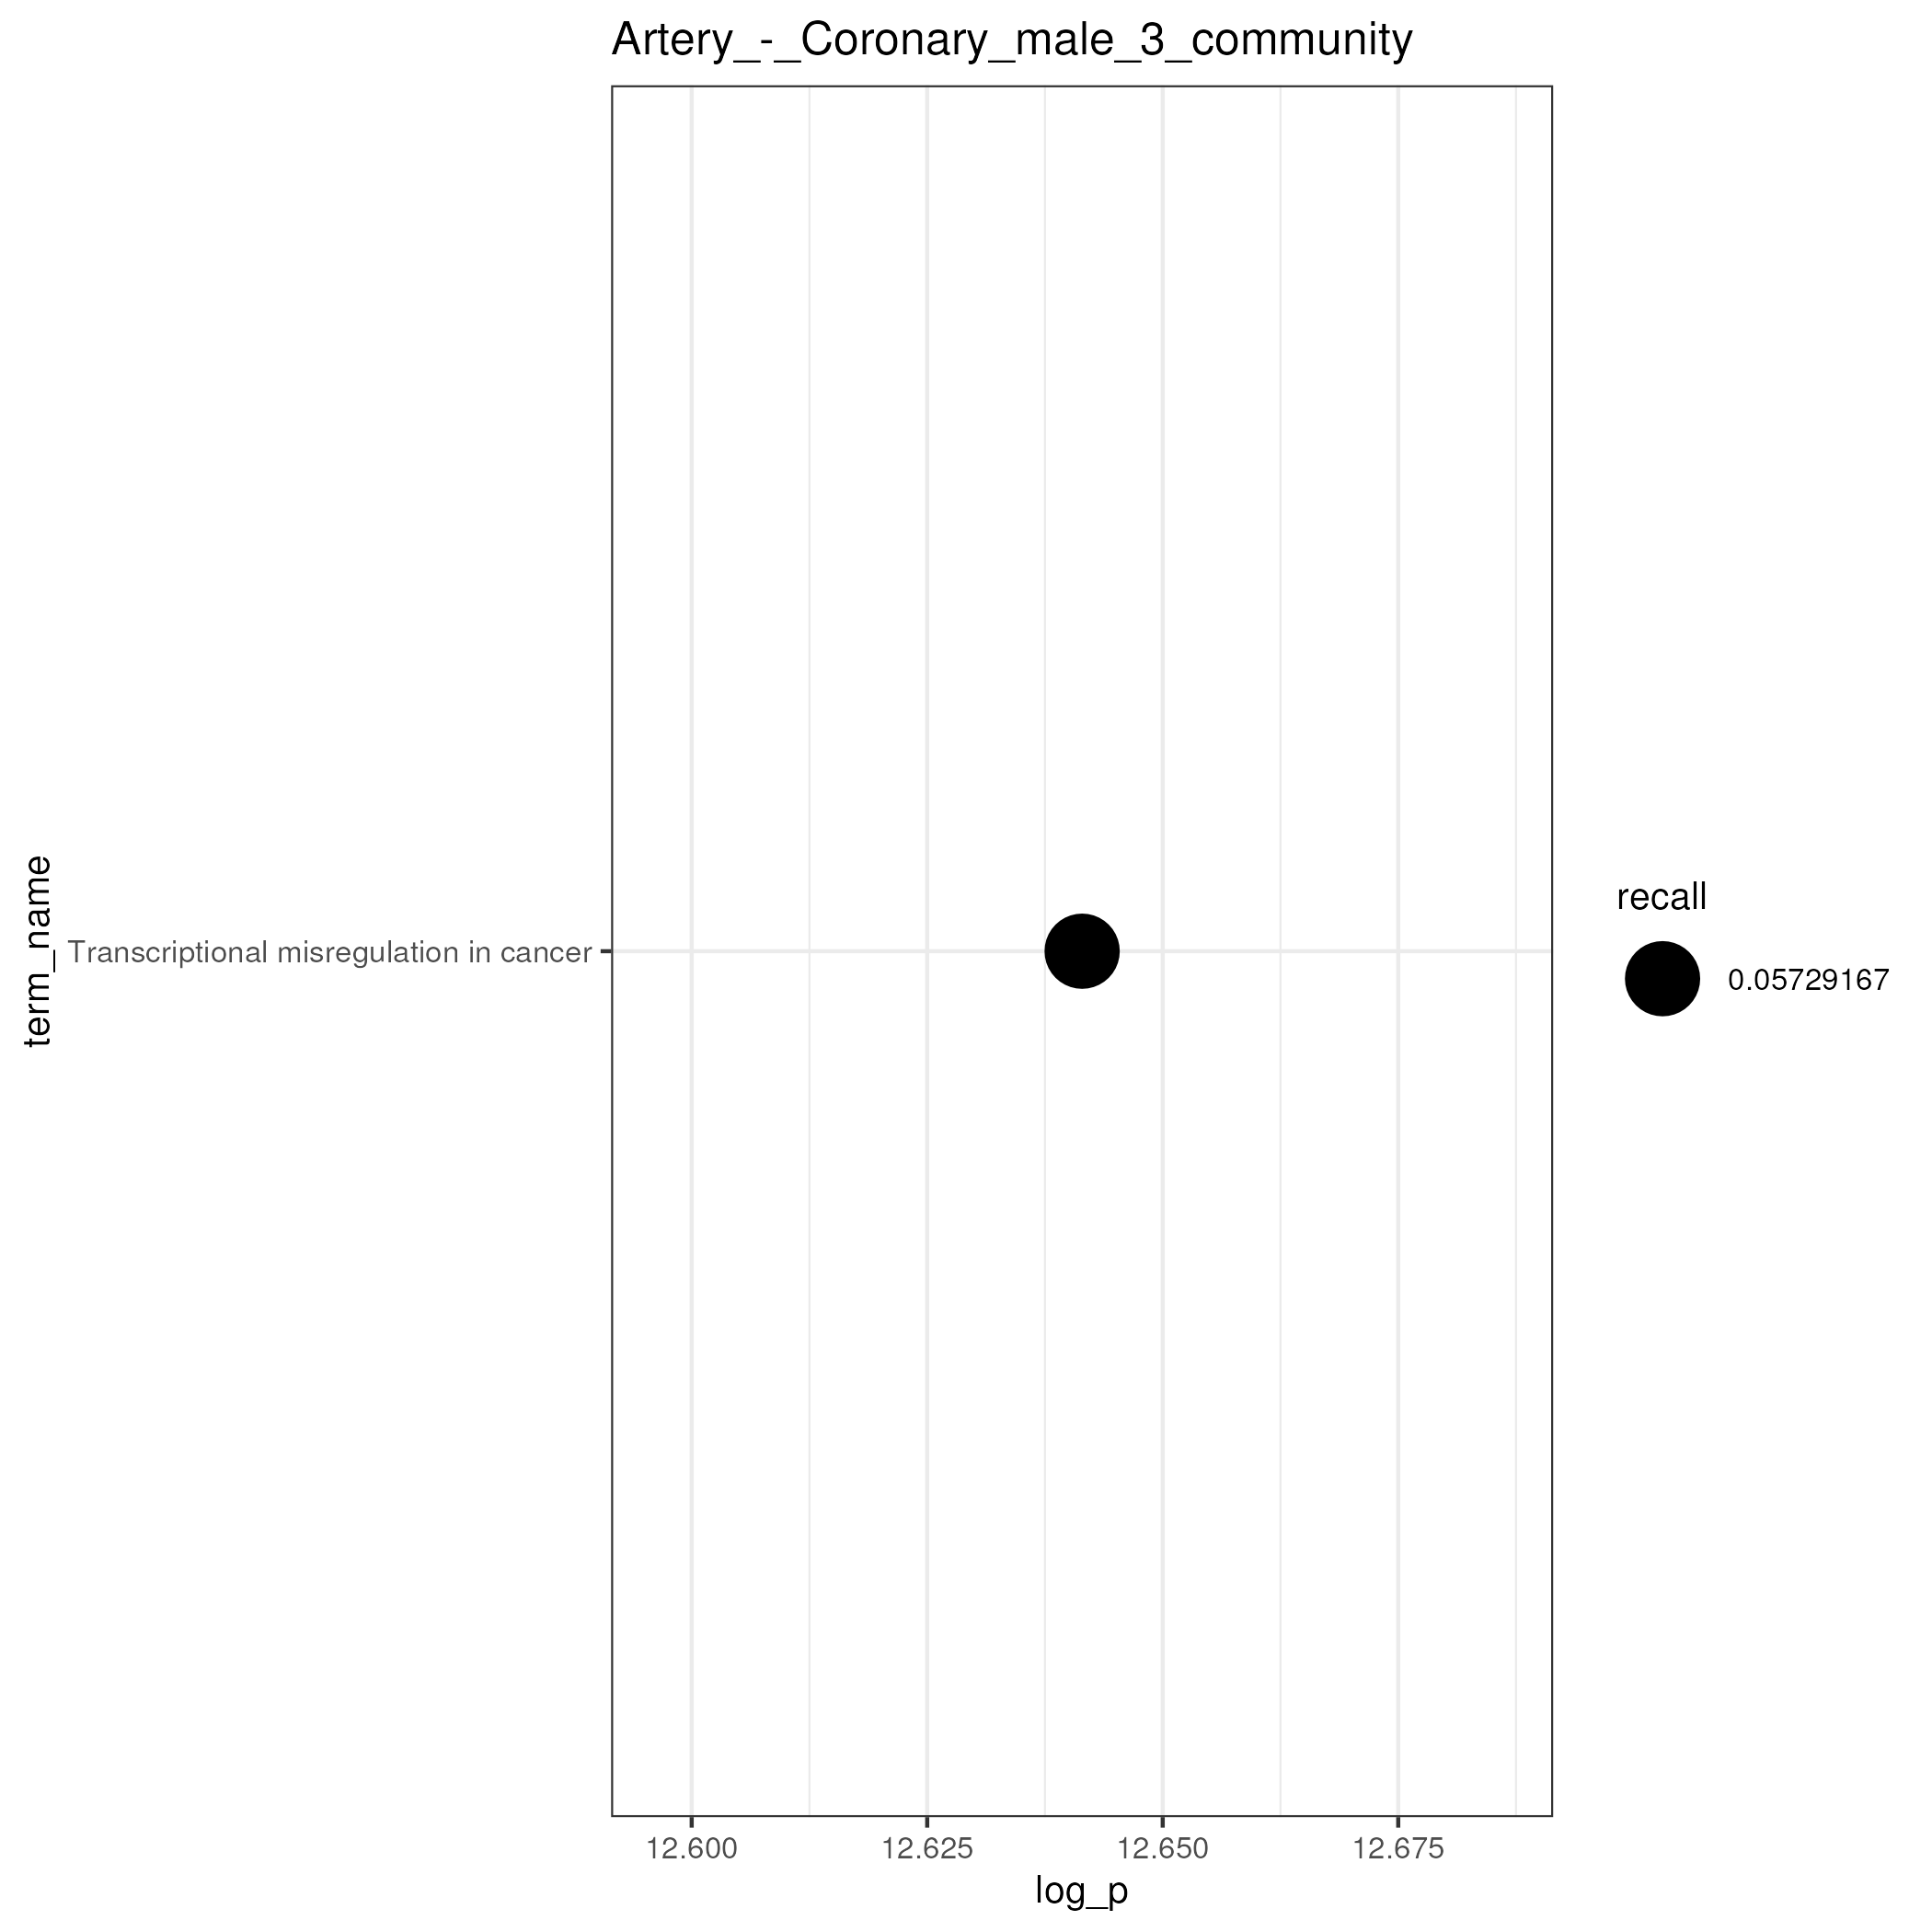 Artery_-_Coronary_male_3_community
term_name
Transcriptional misregulation in cancer
recall
0.05729167
12.600 12.625 12.650 12.675
log_p